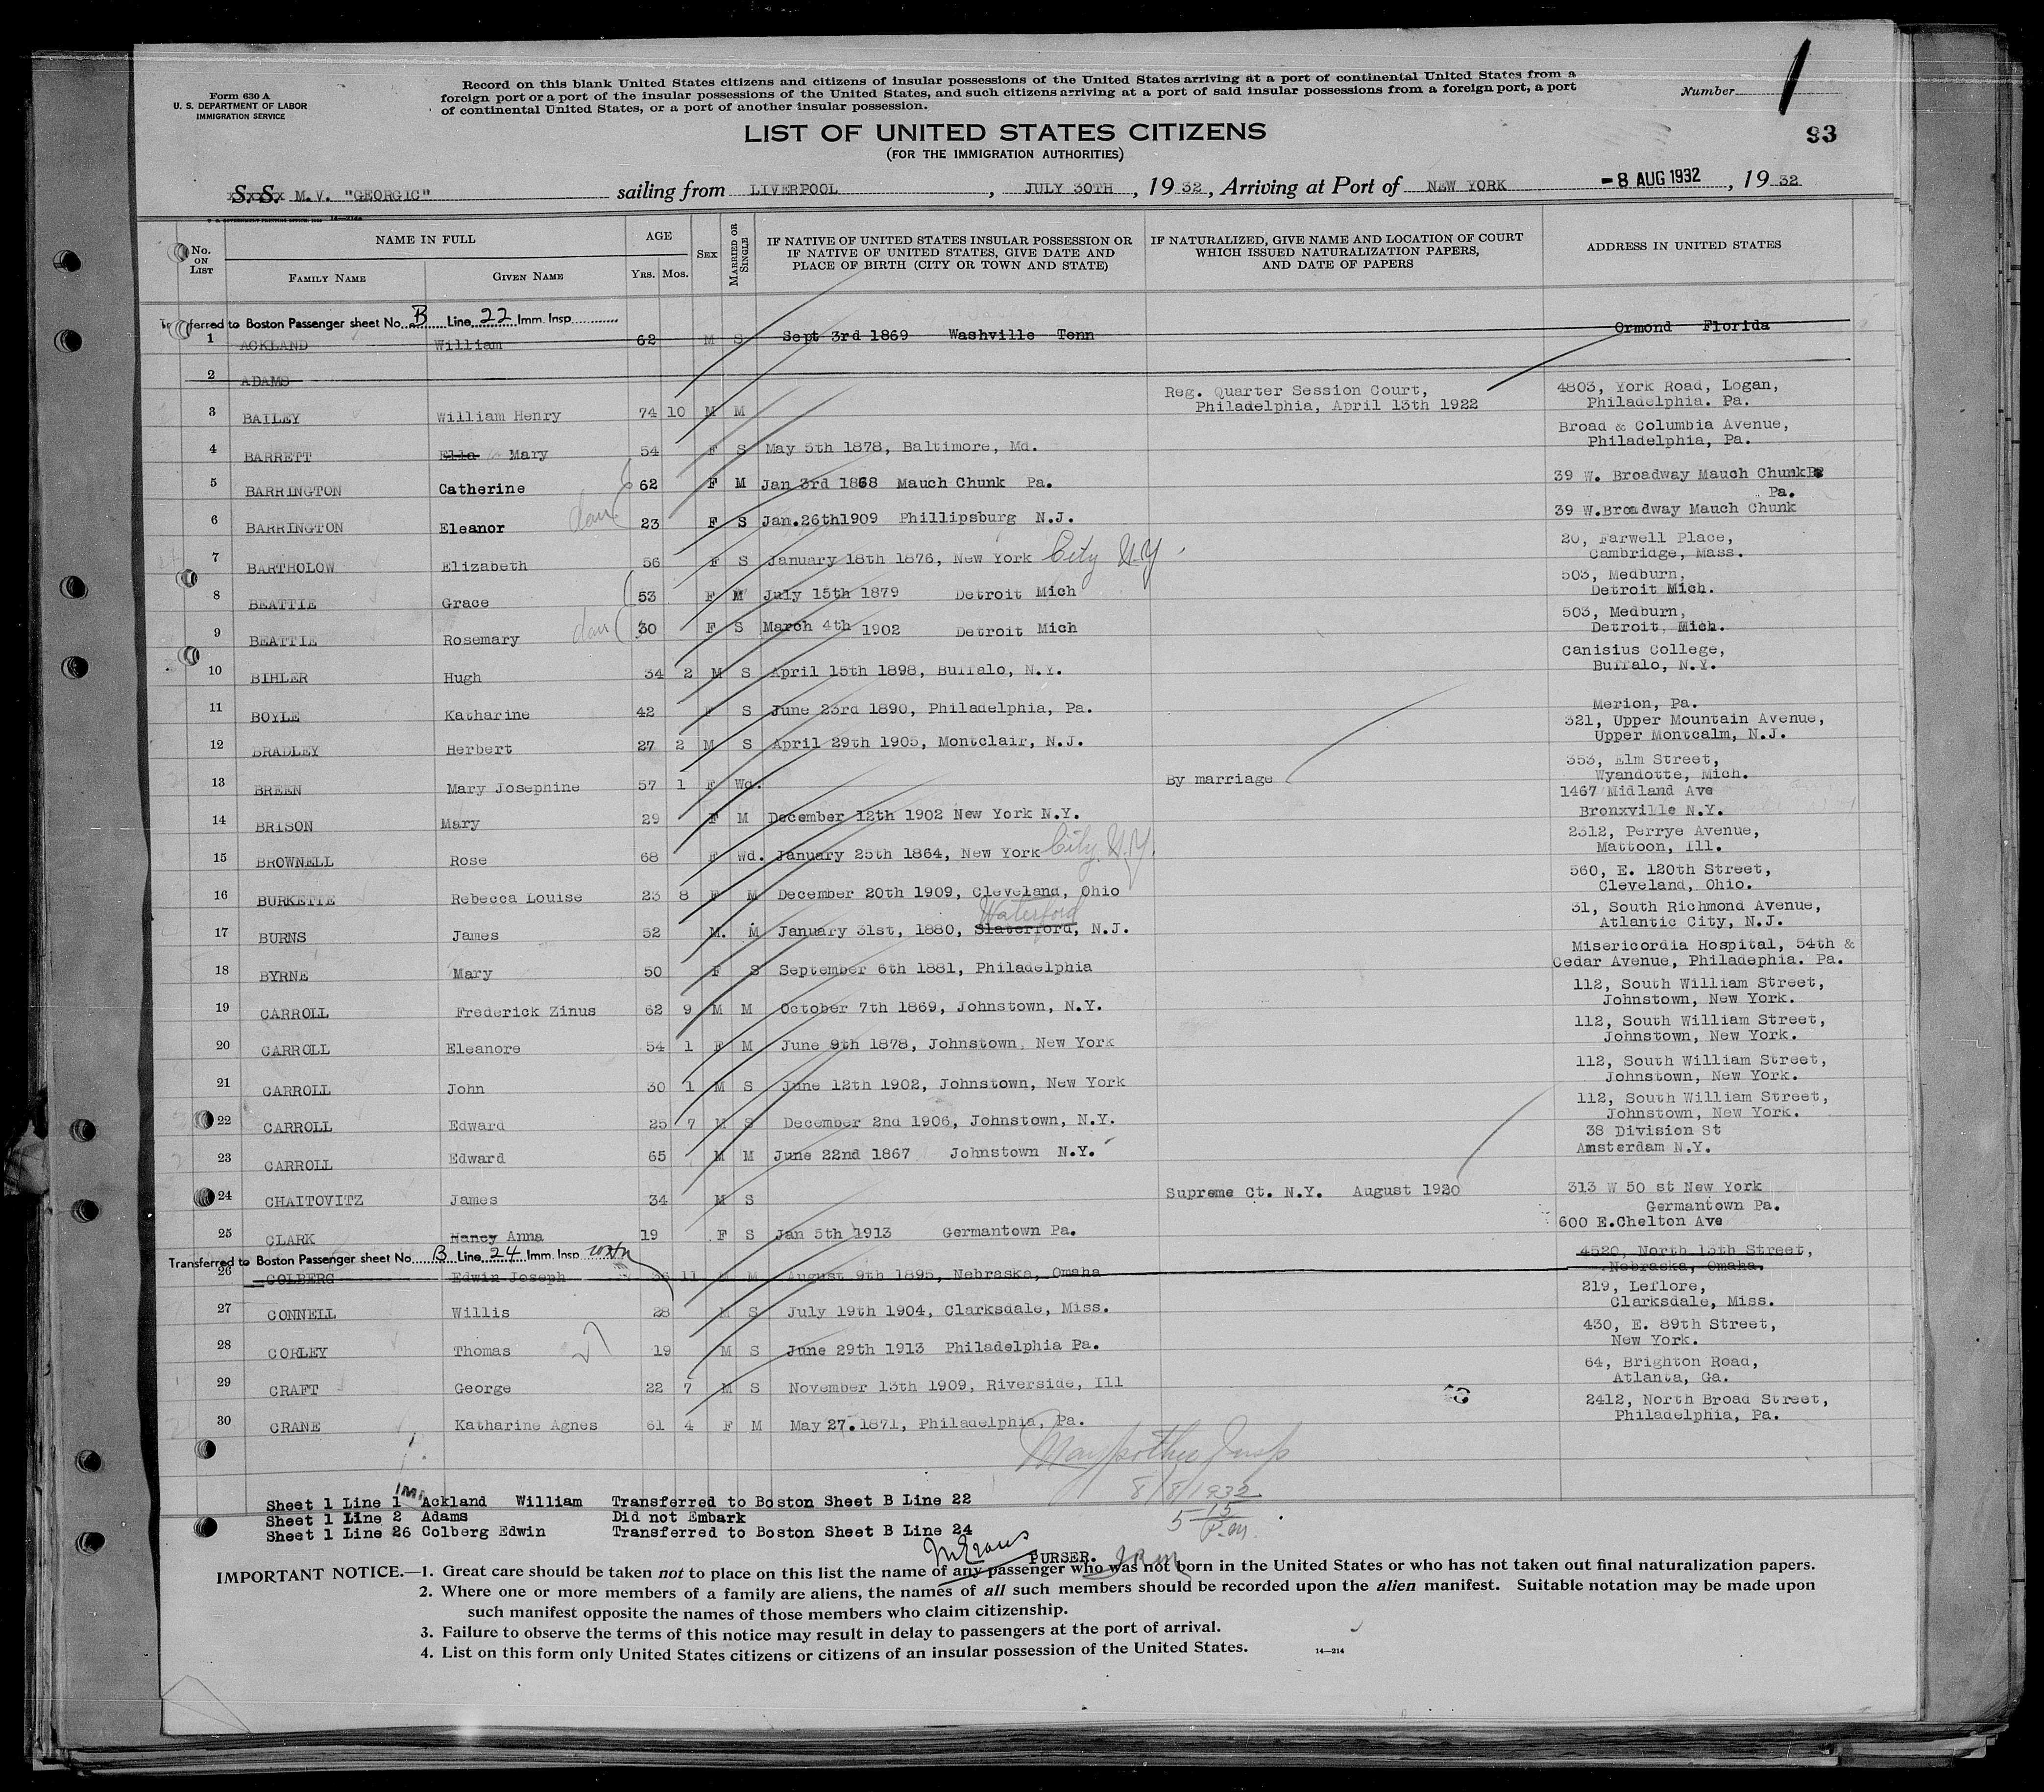 Form 630 A
U. S. DEPARTMENT OF LABOR
IMMIGRATION SERVICE
Record on this blank United States citizens and citizens of insular possessions of the United States arriving at a port of continental United States from a
foreign port or a port of the insular possessions of the United States, and such citizens arriving at a port of said insular possessions from a foreign port, a port
of continental United States, or a port of another insular possession.
Number
1
93
LIST OF UNITED STATES CITIZENS
(FOR THE IMMIGRATION AUTHORITIES)
S.S. M.V. "GEORGIC" sailing from LIVERPOOL, JULY 30TH, 1932, Arriving at Port of NEW YORK -8 AUG 1932, 1932
No. ON LIST NAME IN FULL FAMILY NAME GIVEN NAME AGE YRS. MOS. SEX MARRIED OR SINGLE IF NATIVE OF UNITED STATES INSULAR POSSESSION OR IF NATIVE OF UNITED STATES, GIVE DATE AND PLACE OF BIRTH (CITY OR TOWN AND STATE) IF NATURALIZED, GIVE NAME AND LOCATION OF COURT WHICH ISSUED NATURALIZATION PAPERS, AND DATE OF PAPERS ADDRESS IN UNITED STATES
Transferred to Boston Passenger sheet No. B Line 22 Imm. Insp.
1 ACKLAND William 62 M S Sept 3rd 1869 Washville Tenn Ormond Florida
2 ADAMS
3 BAILEY William Henry 74 10 M M Reg. Quarter Session Court, Philadelphia, April 13th 1922 4803, York Road, Logan, Philadelphia. Pa.
4 BARRETT Ella Mary 54 F S May 5th 1878, Baltimore, Md. Broad & Columbia Avenue, Philadelphia, Pa.
5 BARRINGTON Catherine 62 F M Jan 3rd 1868 Mauch Chunk Pa. 39 W. Broadway Mauch Chunk Pa.
6 BARRINGTON Eleanor dau 23 F S Jan.26th1909 Phillipsburg N.J. 39 W.Broadway Mauch Chunk
7 BARTHOLOW Elizabeth 56 F S January 18th 1876, New York City N.Y 20, Farwell Place, Cambridge, Mass.
8 BEATTIE Grace 53 F M July 15th 1879 Detroit Mich 503, Medburn, Detroit Mich.
9 BEATTIE Rosemary dau 30 F S March 4th 1902 Detroit Mich 503, Medburn, Detroit, Mich.
10 BIHLER Hugh 34 2 M S April 15th 1898, Buffalo, N.Y. Canisius College, Buffalo, N.Y.
11 BOYLE Katharine 42 F S June 23rd 1890, Philadelphia, Pa. Merion, Pa.
12 BRADLEY Herbert 27 2 M S April 29th 1905, Montclair, N.J. 321, Upper Mountain Avenue, Upper Montcalm, N.J.
13 BREEN Mary Josephine 57 1 F Wd. By marriage 353, Elm Street, Wyandotte, Mich.
14 BRISON Mary 29 F M December 12th 1902 New York N.Y. 1467 Midland Ave Bronxville N.Y.
15 BROWNELL Rose 68 F Wd. January 25th 1864, New York City N.Y. 2312, Perrye Avenue, Mattoon, Ill.
16 BURKETTE Rebecca Louise 23 8 F M December 20th 1909, Cleveland, Ohio 560, E. 120th Street, Cleveland, Ohio.
17 BURNS James 52 M. M January 31st, 1880, Slaterford, Waterford N.J. 31, South Richmond Avenue, Atlantic City, N.J.
18 BYRNE Mary 50 F S September 6th 1881, Philadelphia Misericordia Hospital, 54th & Cedar Avenue, Philadephia. Pa.
19 CARROLL Frederick Zinus 62 9 M M October 7th 1869, Johnstown, N.Y. 112, South William Street, Johnstown, New York.
20 CARROLL Eleanore 54 1 F M June 9th 1878, Johnstown, New York 112, South William Street, Johnstown, New York.
21 CARROLL John 30 1 M S June 12th 1902, Johnstown, New York 112, South William Street, Johnstown, New York.
22 CARROLL Edward 25 7 M S December 2nd 1906, Johnstown, N.Y. 112, South William Street, Johnstown, New York.
23 CARROLL Edward 65 M M June 22nd 1867 Johnstown N.Y. 38 Division St Amsterdam N.Y.
24 CHAITOVITZ James 34 M S Supreme Ct. N.Y. August 1920 313 W 50 st New York
25 CLARK Nancy Anna 19 F S Jan 5th 1913 Germantown Pa. Germantown Pa. 600 E.Chelton Ave
Transferred to Boston Passenger sheet No. B Line 24 Imm. Insp
26 COLBERG Edwin Joseph 36 11 M M August 9th 1895, Nebraska, Omaha 4520, North 13th Street, Nebraska, Omaha.
27 CONNELL Willis 28 M S July 19th 1904, Clarksdale, Miss. 219, Leflore, Clarksdale, Miss.
28 CORLEY Thomas 19 M S June 29th 1913 Philadelphia Pa. 430, E. 89th Street, New York.
29 CRAFT George 22 7 M S November 13th 1909, Riverside, Ill 64, Brighton Road, Atlanta, Ga.
30 CRANE Katharine Agnes 61 4 F M May 27.1871, Philadelphia, Pa. 2412, North Broad Street, Philadelphia, Pa.
8/8/1932
5 15 P.m.
Sheet 1 Line 1 Ackland William Transferred to Boston Sheet B Line 22
Sheet 1 Line 2 Adams Did not Embark
Sheet 1 Line 26 Colberg Edwin Transferred to Boston Sheet B Line 24
PURSER.
IMPORTANT NOTICE.—1. Great care should be taken not to place on this list the name of any passenger who was not born in the United States or who has not taken out final naturalization papers.
2. Where one or more members of a family are aliens, the names of all such members should be recorded upon the alien manifest. Suitable notation may be made upon
such manifest opposite the names of those members who claim citizenship.
3. Failure to observe the terms of this notice may result in delay to passengers at the port of arrival.
4. List on this form only United States citizens or citizens of an insular possession of the United States.
14—214